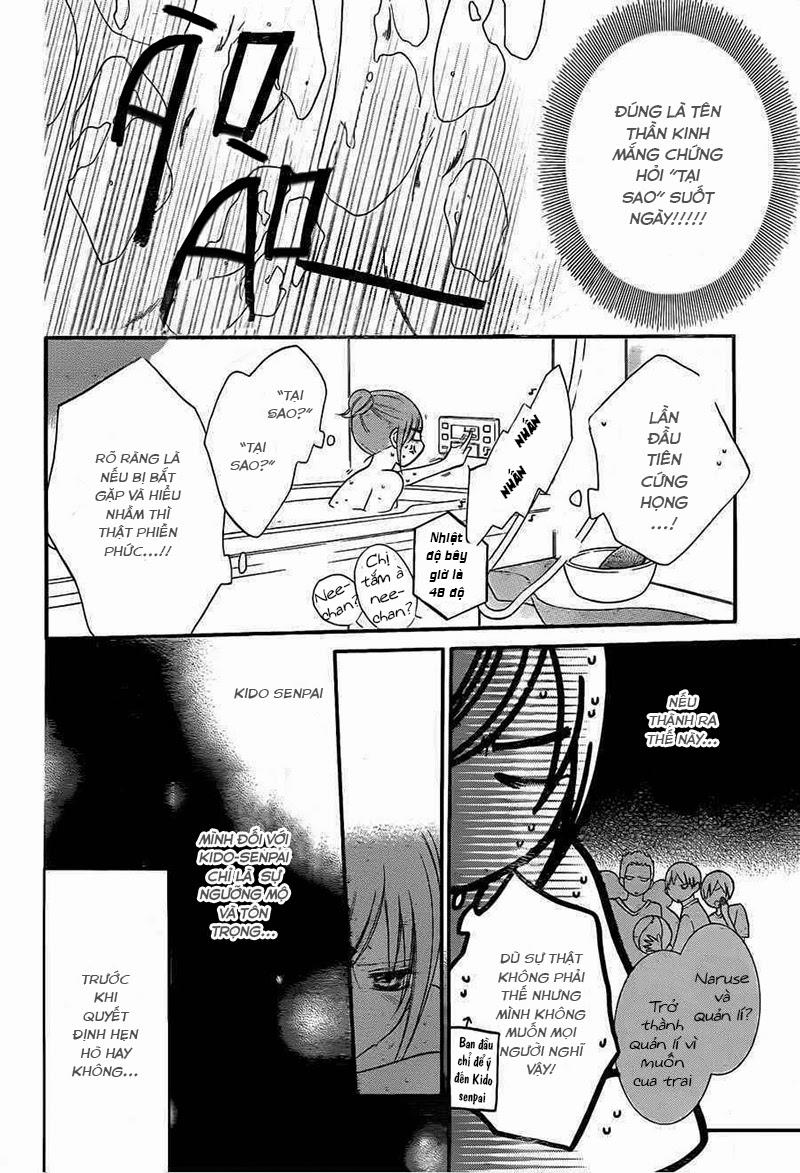 ÀO
ÀO
ĐÚNG LÀ TÊN
THẦN KINH
MẮNG CHỨNG
HỎI "TẠI
SAO" SUỐT
NGÀY!!!!!
LẦN
ĐẦU
TIÊN
CỨNG
HỌNG
...!
NHẤN
NHẤN
"TẠI
SAO?"
"TẠI
SAO?"
RÕ RÀNG LÀ
NẾU BỊ BẮT
GẶP VÀ HIỂU
NHẦM THÌ
THẬT PHIỀN
PHỨC...!!
Nhiệt
độ bây
giờ là
48 độ
Chị
tắm à
nee-
chan?
Nee-
chan?
NẾU
THÀNH RA
THẾ NÀY...
Naruse
và
Quản lí?
Trở
thành
Quản lí vì
muốn
cua trai
DÙ SỰ THẬT
KHÔNG PHẢI
THẾ NHƯNG
MÌNH KHÔNG
MUỐN MỌI
NGƯỜI NGHĨ
VẬY!
Ban đầu
chỉ để ý
đến Kido
senpai
KIDO SENPAI
MÌNH ĐỐI VỚI
KIDO-SENPAI
CHỈ LÀ SỰ
NGƯỠNG MỘ
VÀ TÔN
TRỌNG...
TRƯỚC
KHI
QUYẾT
ĐỊNH HẸN
HÒ HAY
KHÔNG...